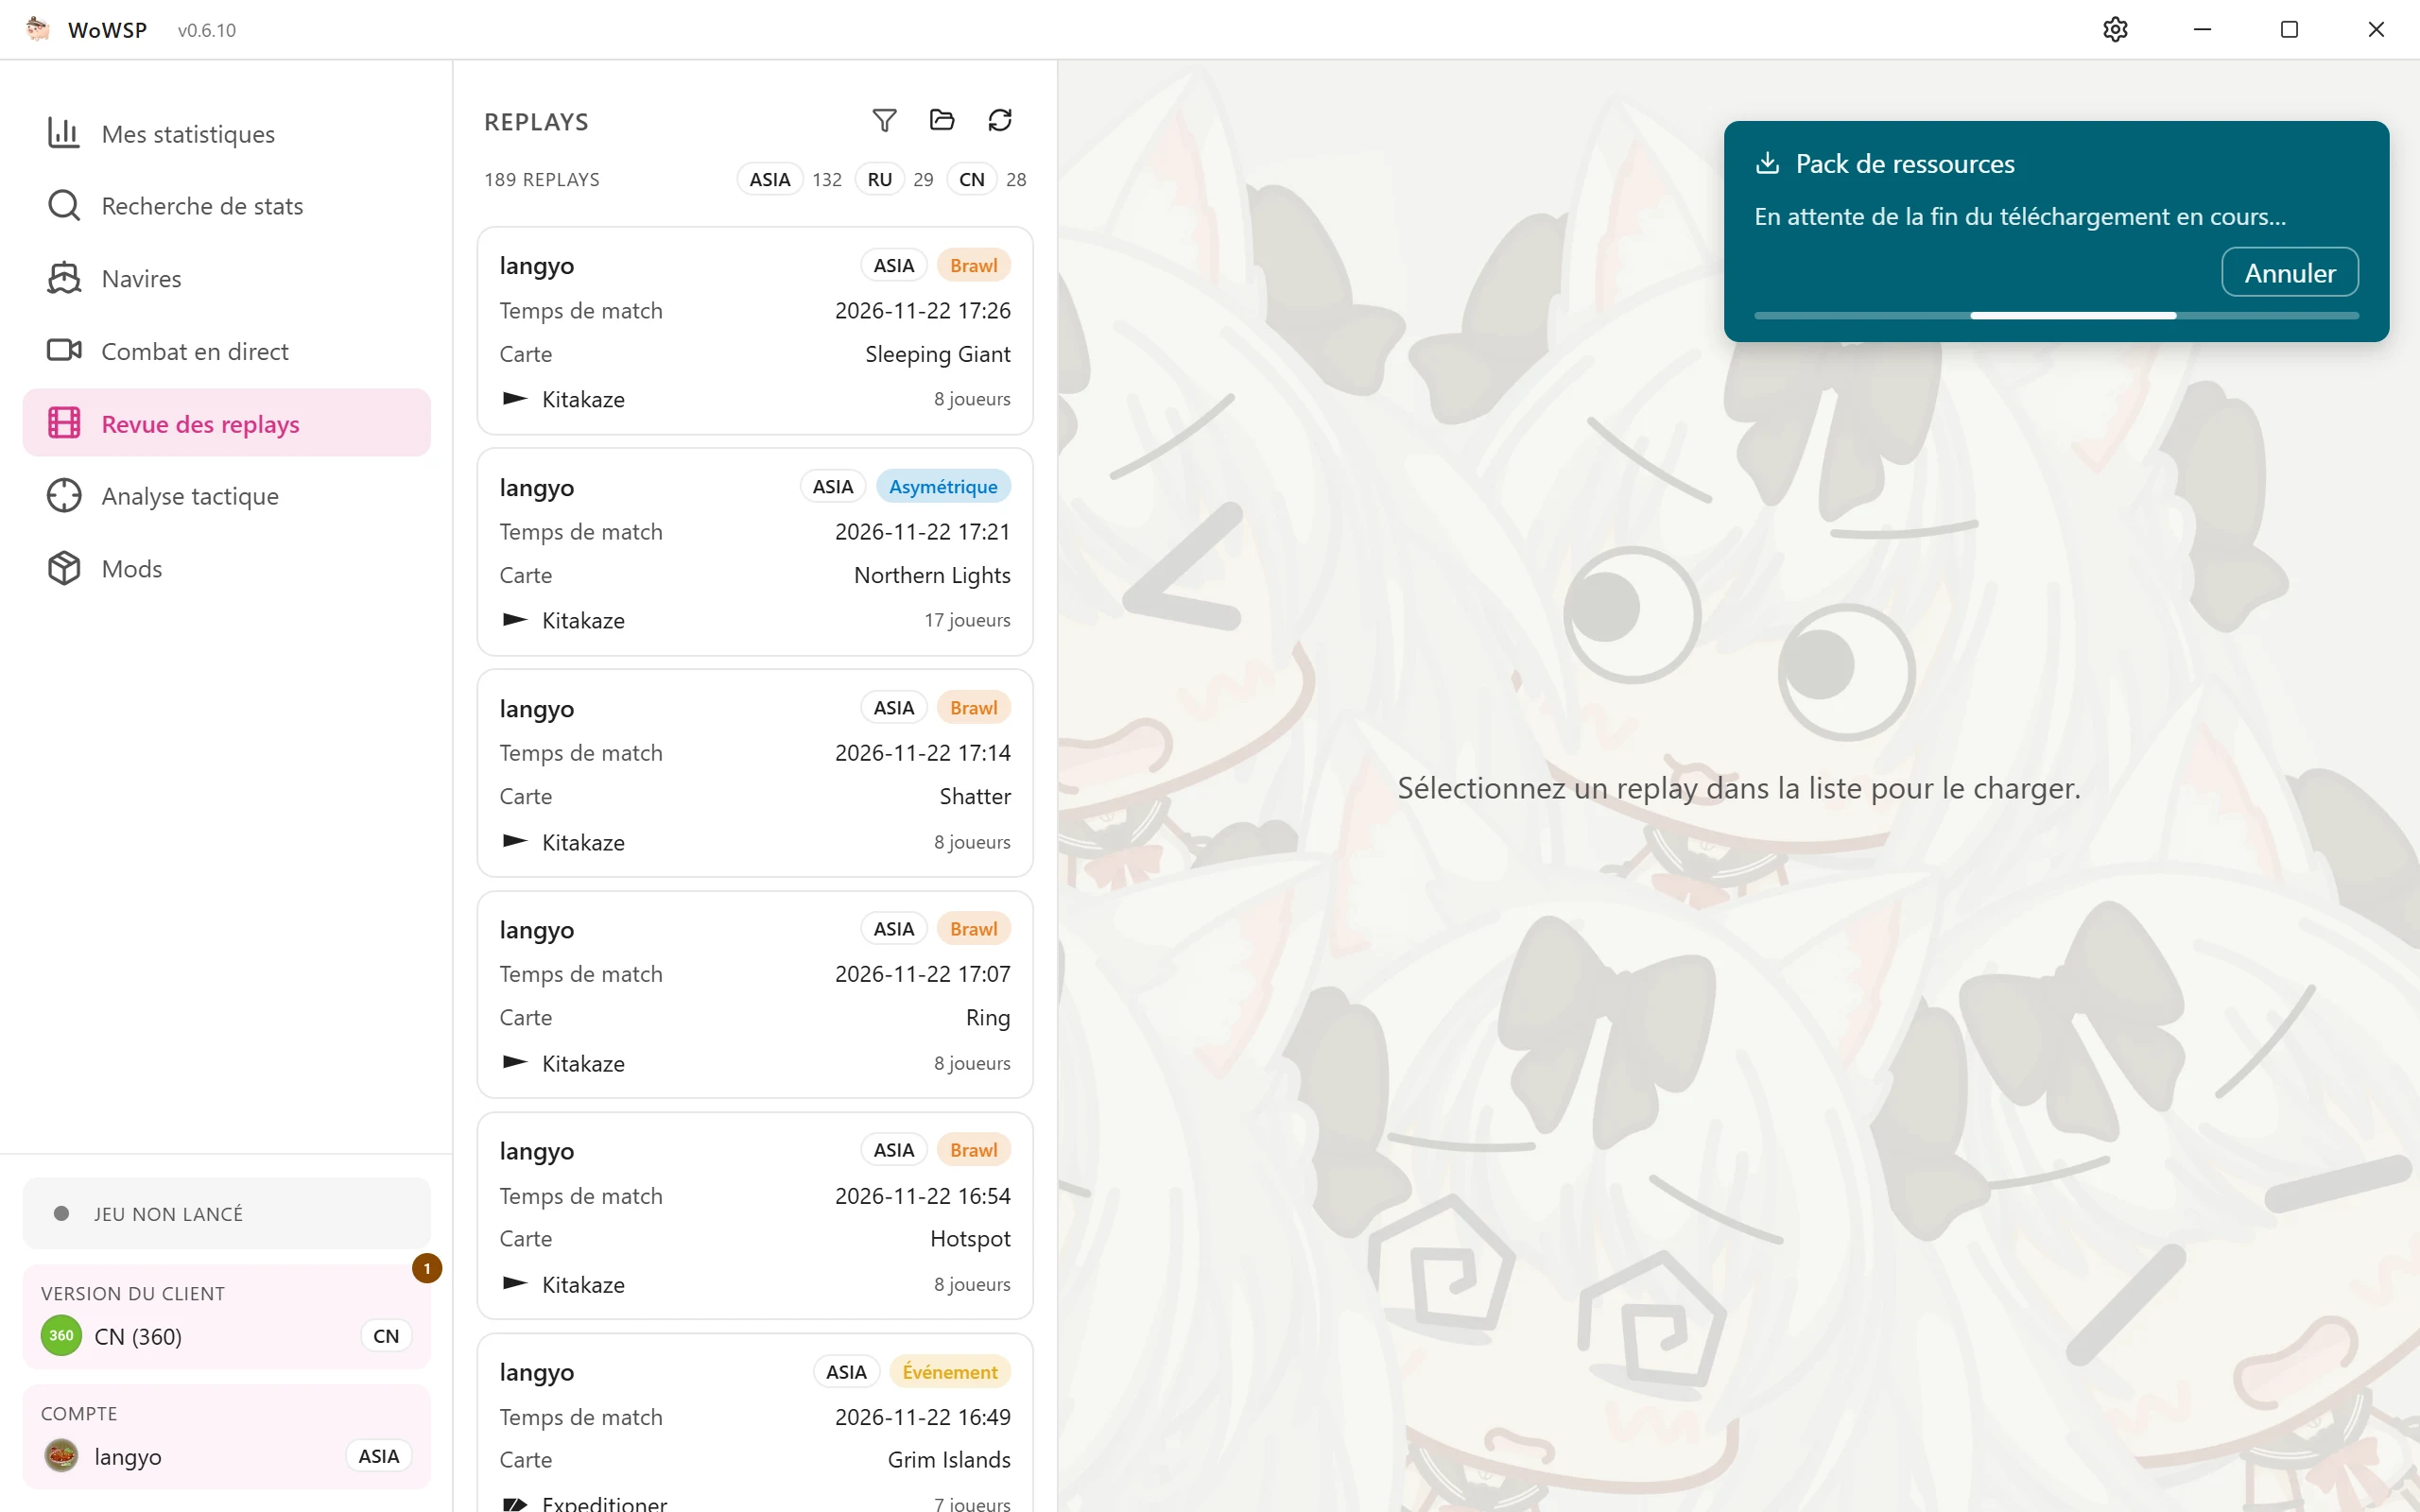 WoWSP v0.6.10
Mes statistiques
Recherche de stats
Navires
Combat en direct
Revue des replays
Analyse tactique
Mods
JEU NON LANCÉ
1
VERSION DU CLIENT
360 CN (360) CN
COMPTE
langyo ASIA
REPLAYS
189 REPLAYS ASIA 132 RU 29 CN 28
langyo ASIA Brawl
Temps de match 2026-11-22 17:26
Carte Sleeping Giant
Kitakaze 8 joueurs
langyo ASIA Asymétrique
Temps de match 2026-11-22 17:21
Carte Northern Lights
Kitakaze 17 joueurs
langyo ASIA Brawl
Temps de match 2026-11-22 17:14
Carte Shatter
Kitakaze 8 joueurs
langyo ASIA Brawl
Temps de match 2026-11-22 17:07
Carte Ring
Kitakaze 8 joueurs
langyo ASIA Brawl
Temps de match 2026-11-22 16:54
Carte Hotspot
Kitakaze 8 joueurs
langyo ASIA Événement
Temps de match 2026-11-22 16:49
Carte Grim Islands
Expeditioner 7 joueurs
Pack de ressources
En attente de la fin du téléchargement en cours...
Annuler
Sélectionnez un replay dans la liste pour le charger.